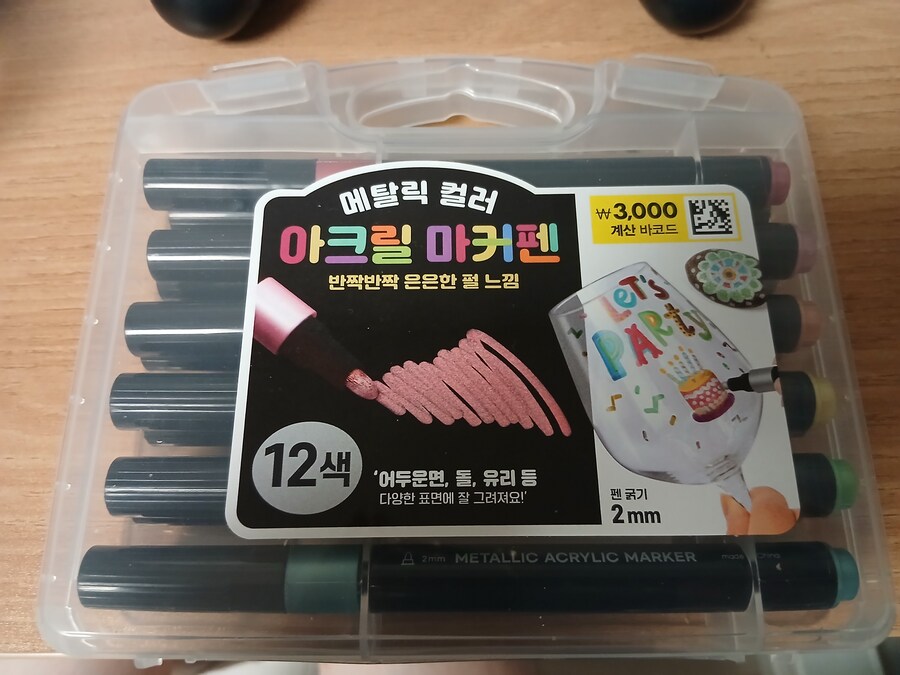 메탈릭 컬러
아크릴 마커펜
반짝반짝 은은한 펄 느낌
₩3,000
계산 바코드
LET'S
PARTY
12색
'어두운면, 돌, 유리 등
다양한 표면에 잘 그려져요!'
펜 굵기
2mm
2mm METALLIC ACRYLIC MARKER